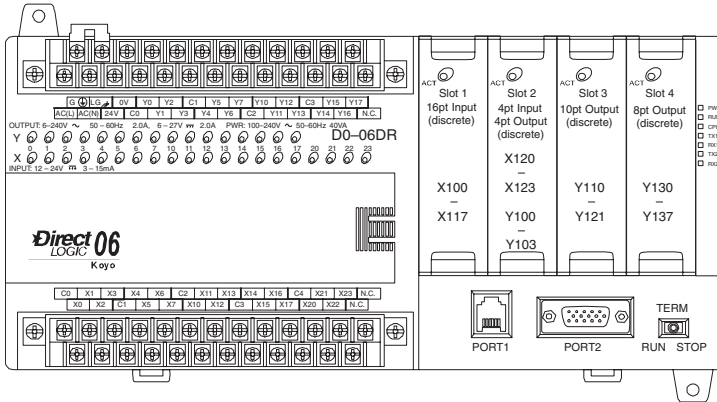 G LG 0V Y0 Y2 C1 Y5 Y7 Y10 Y12 C3 Y15 Y17
AC(L) AC(N) 24V C0 Y1 Y3 Y4 Y6 C2 Y11 Y13 Y14 Y16 N.C.
OUTPUT: 6–240V 50–60Hz 2.0A, 6–27V 2.0A PWR: 100–240V 50–60Hz 40VA
D0–06DR
Y
0 1 2 3 4 5 6 7 10 11 12 13 14 15 16 17 20 21 22 23
X
INPUT: 12–24V 3–15mA
Direct
LOGIC 06
Koyo
C0 X1 X3 X4 X6 C2 X11 X13 X14 X16 C4 X21 X23 N.C.
X0 X2 C1 X5 X7 X10 X12 C3 X15 X17 X20 X22 N.C.
ACT
Slot 1
16pt Input
(discrete)
X100
–
X117
ACT
Slot 2
4pt Input
4pt Output
(discrete)
X120
–
X123
Y100
–
Y103
ACT
Slot 3
10pt Output
(discrete)
Y110
–
Y121
ACT
Slot 4
8pt Output
(discrete)
Y130
–
Y137
PORT1
PORT2
TERM
RUN STOP